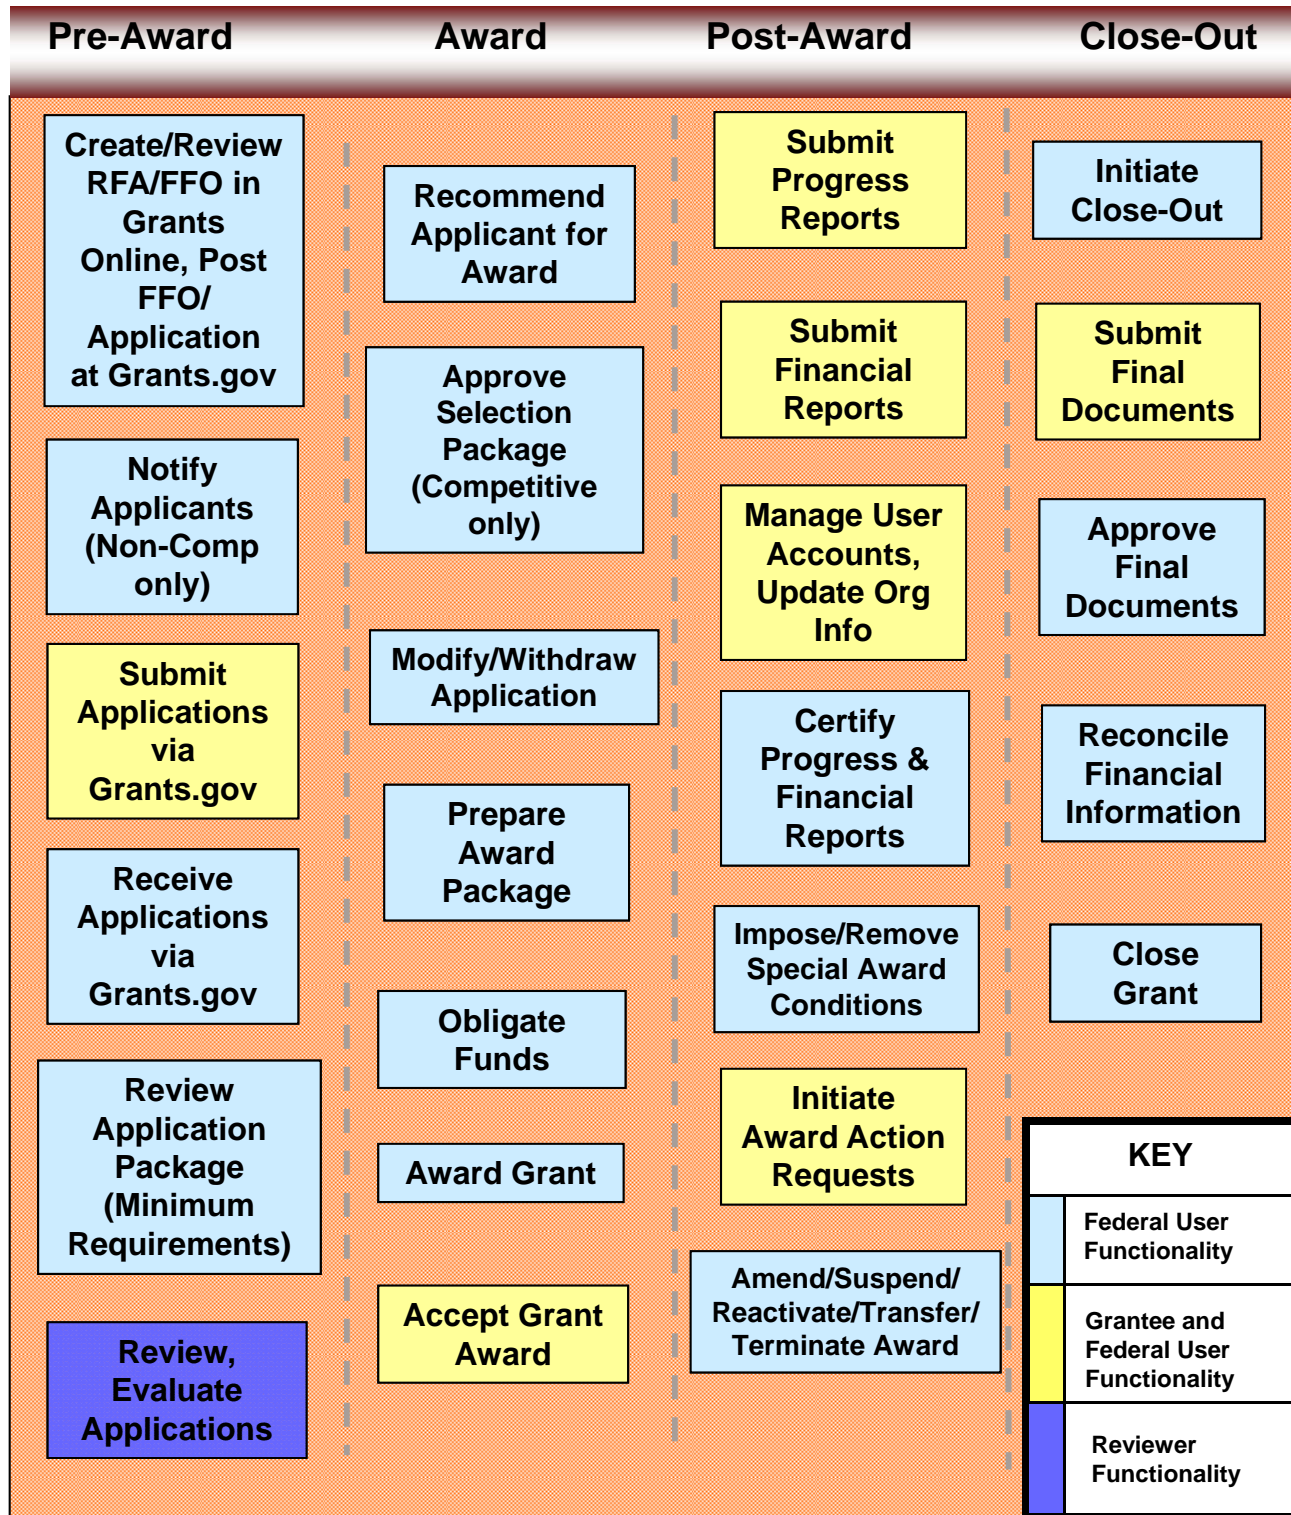 Pre-Award
Award
Post-Award
Close-Out
Create/Review
RFA/FFO in
Grants
Online, Post
FFO/
Application
at Grants.gov
Notify
Applicants
(Non-Comp
only)
Submit
Applications
via
Grants.gov
Receive
Applications
via
Grants.gov
Review
Application
Package
(Minimum
Requirements)
Review,
Evaluate
Applications
Recommend
Applicant for
Award
Approve
Selection
Package
(Competitive
only)
Modify/Withdraw
Application
Prepare
Award
Package
Obligate
Funds
Award Grant
Accept Grant
Award
Submit
Progress
Reports
Submit
Financial
Reports
Manage User
Accounts,
Update Org
Info
Certify
Progress &
Financial
Reports
Impose/Remove
Special Award
Conditions
Initiate
Award Action
Requests
Amend/Suspend/
Reactivate/Transfer/
Terminate Award
Initiate
Close-Out
Submit
Final
Documents
Approve
Final
Documents
Reconcile
Financial
Information
Close
Grant
KEY
Federal User
Functionality
Grantee and
Federal User
Functionality
Reviewer
Functionality